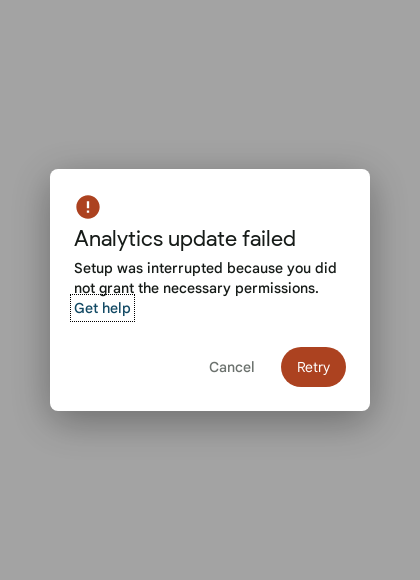 Analytics update failed
Setup was interrupted because you did
not grant the necessary permissions.
Get help
Cancel
Retry